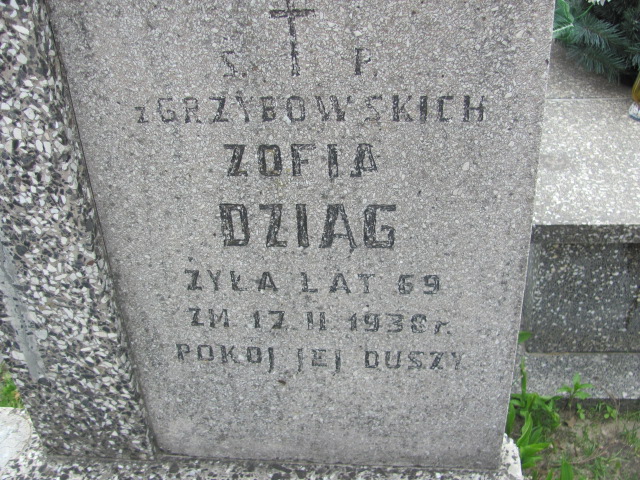 Ś. P.
z GRZYBOWSKICH
ZOFIA
DZIĄG
ŻYŁA LAT 69
ZM 17 II 1938 r.
POKÓJ JEJ DUSZY